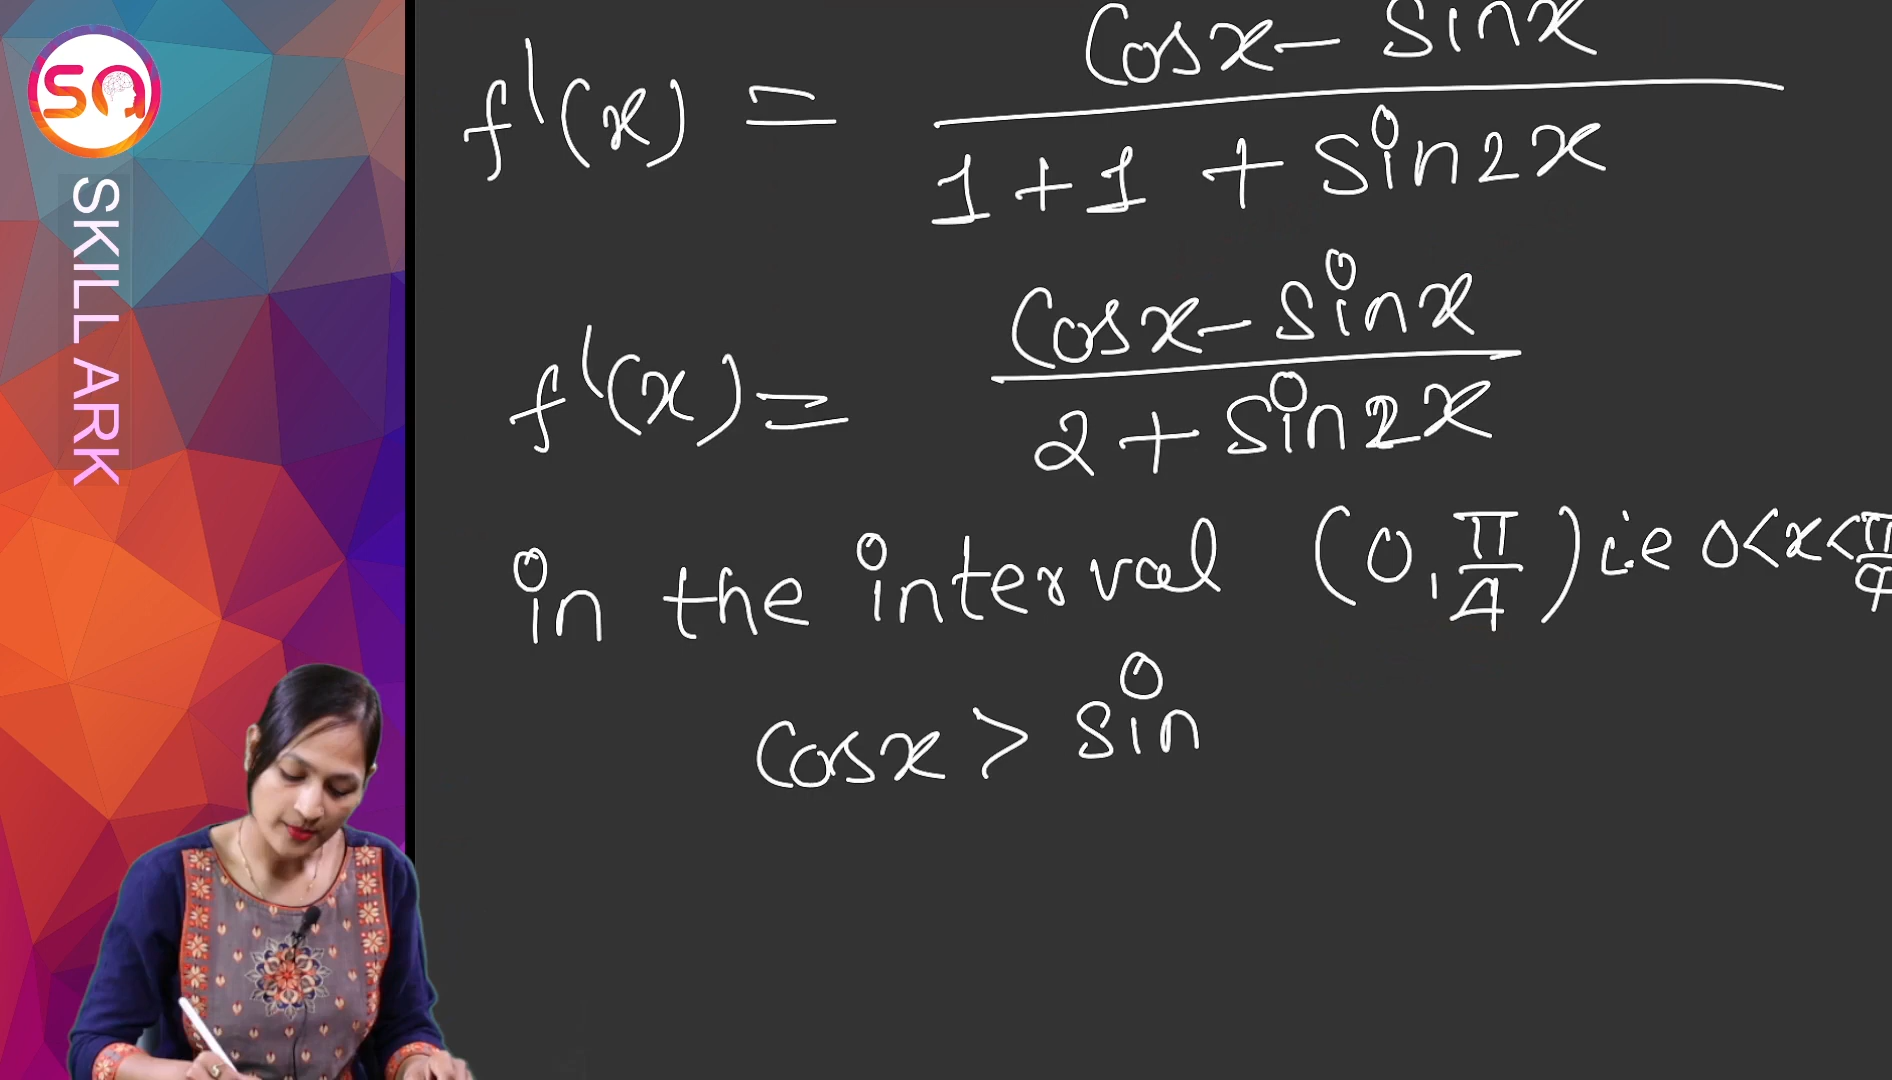 SKILL ARK
f'(x) = (cosx - sinx)/(1+1 + sin2x)
f'(x) = (cosx - sinx)/(2 + sin2x)
in the interval (0, π/4) i.e 0<x<π/4
cosx > sin